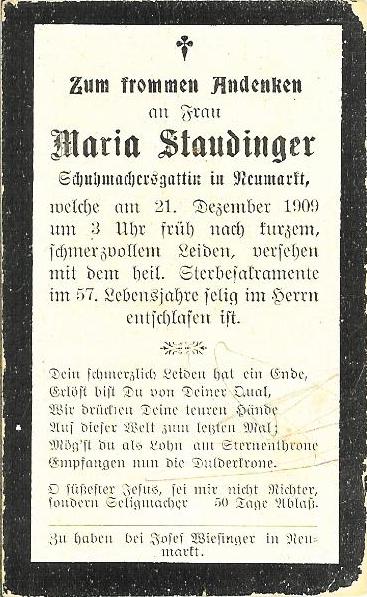 Zum frommen Andenken
an Frau
Maria Staudinger
Schuhmachersgattin in Neumarkt,
welche am 21. Dezember 1909
um 3 Uhr früh nach kurzem,
schmerzvollem Leiden, versehen
mit dem heil. Sterbesakramente
im 57. Lebensjahre selig im Herrn
entschlafen ist.
Dein schmerzlich Leiden hat ein Ende,
Erlöst bist Du von Deiner Qual,
Wir drückten Deine teuren Hände
Auf dieser Welt zum letzten Mal;
Mög'st du als Lohn am Sternenthrone
Empfangen nun die Dulderkrone.
O süßester Jesus, sei mir nicht Richter,
sondern Seligmacher 50 Tage Ablaß.
Zu haben bei Josef Wiesinger in Neu-
markt.